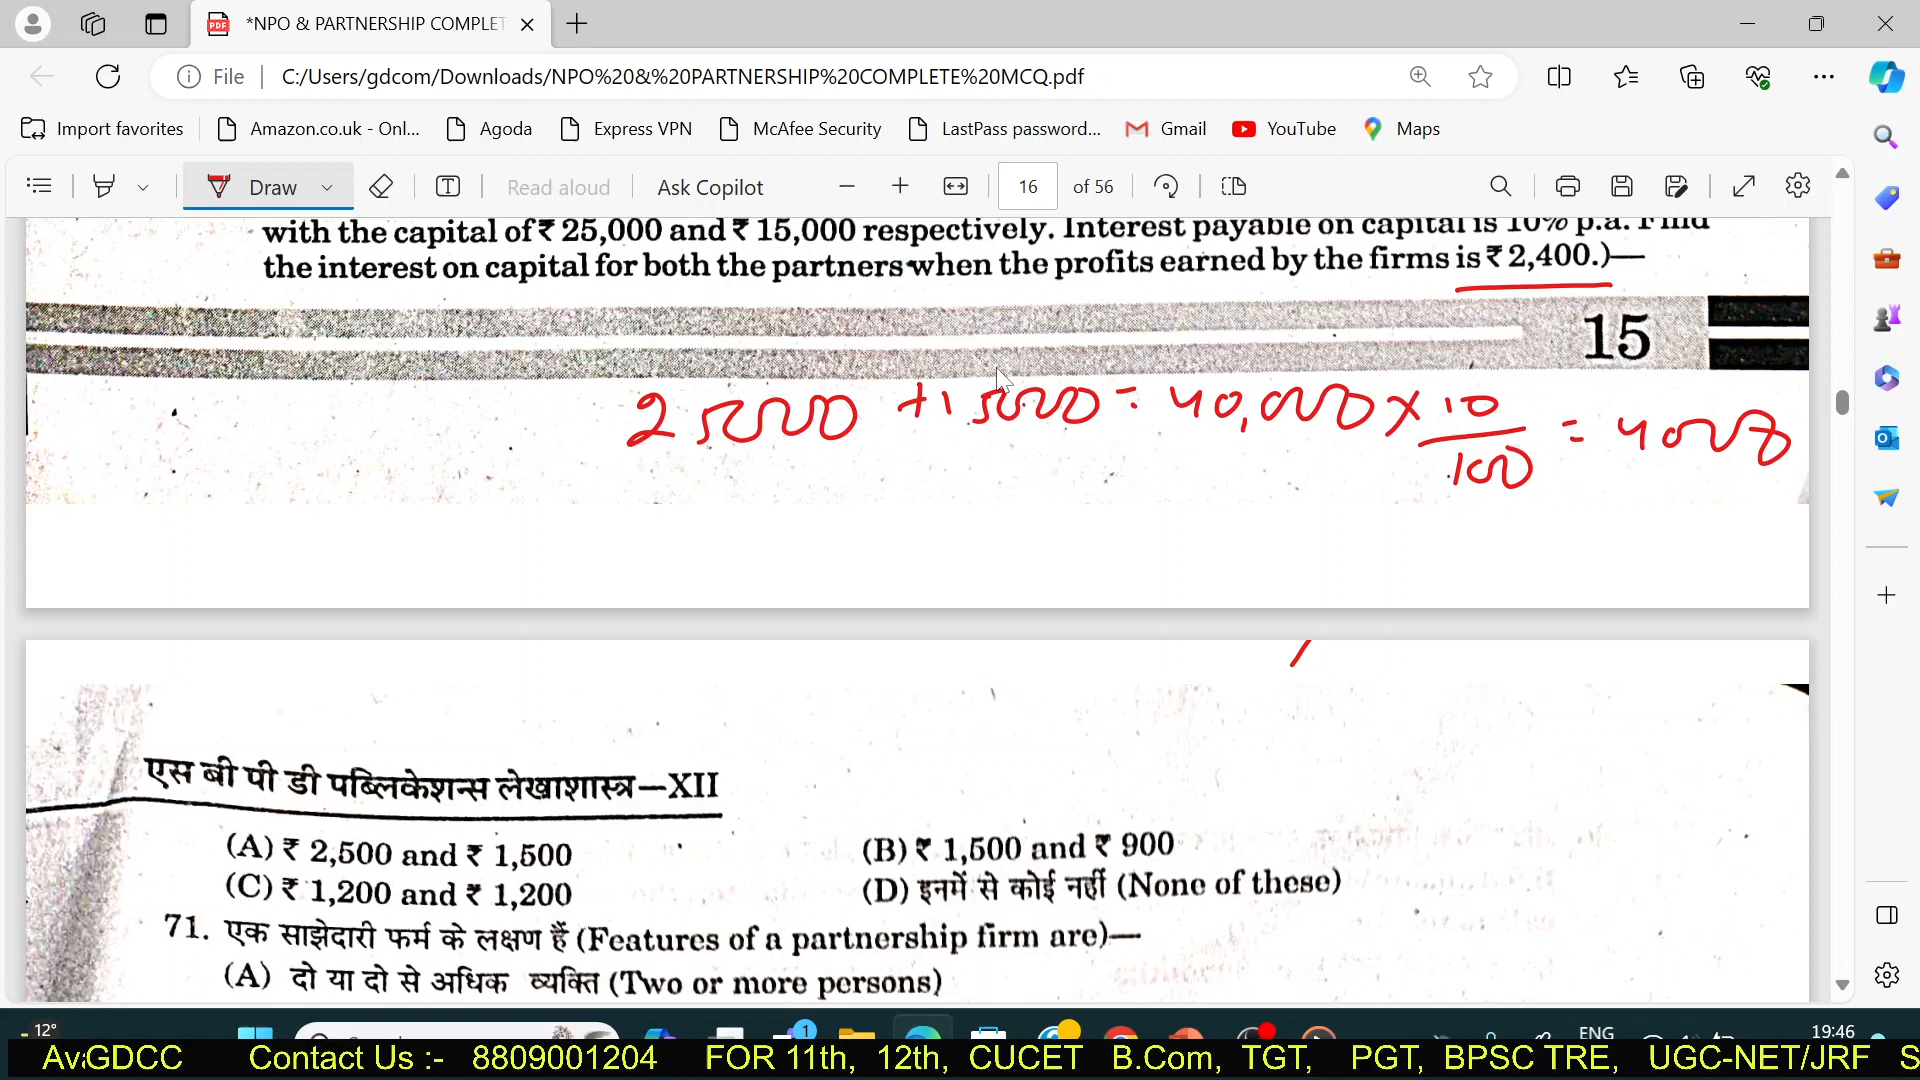 *NPO & PARTNERSHIP COMPLET
File C:/Users/gdcom/Downloads/NPO%20&%20PARTNERSHIP%20COMPLETE%20MCQ.pdf
Import favorites Amazon.co.uk - Onl... Agoda Express VPN McAfee Security LastPass password... Gmail YouTube Maps
Draw Read aloud Ask Copilot 16 of 56
with the capital of ₹ 25,000 and ₹ 15,000 respectively. Interest payable on capital is 10% p.a. Find
the interest on capital for both the partners when the profits earned by the firms is ₹ 2,400.)—
15
25000 + 15000 = 40,000 × 10/100 = 4000
एस बी पी डी पब्लिकेशन्स लेखाशास्त्र—XII
(A) ₹ 2,500 and ₹ 1,500 (B) ₹ 1,500 and ₹ 900
(C) ₹ 1,200 and ₹ 1,200 (D) इनमें से कोई नहीं (None of these)
71. एक साझेदारी फर्म के लक्षण हैं (Features of a partnership firm are)—
(A) दो या दो से अधिक व्यक्ति (Two or more persons)
12° 1 ENG 19:46
GDCC Contact Us :- 8809001204 FOR 11th, 12th, CUCET B.Com, TGT, PGT, BPSC TRE, UGC-NET/JRF S